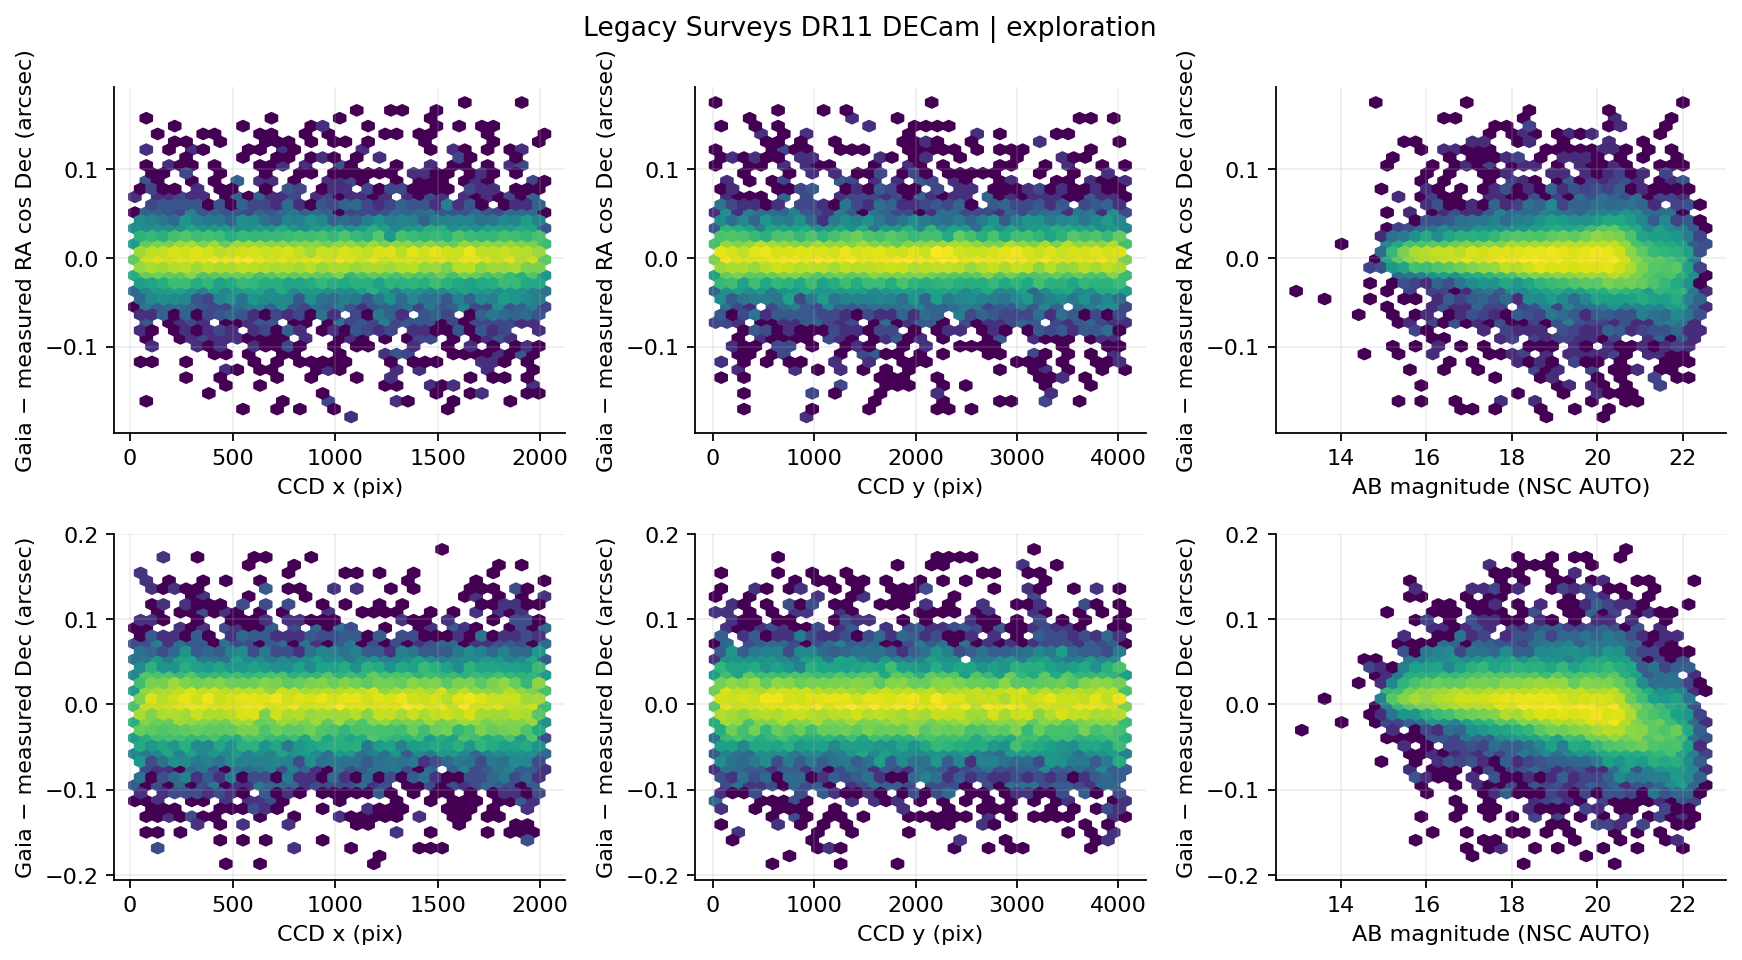 Legacy Surveys DR11 DECam | exploration
Gaia − measured RA cos Dec (arcsec)
0.1
0.0
−0.1
0 500 1000 1500 2000
CCD x (pix)
Gaia − measured RA cos Dec (arcsec)
0.1
0.0
−0.1
0 1000 2000 3000 4000
CCD y (pix)
Gaia − measured RA cos Dec (arcsec)
0.1
0.0
−0.1
14 16 18 20 22
AB magnitude (NSC AUTO)
Gaia − measured Dec (arcsec)
0.2
0.1
0.0
−0.1
−0.2
0 500 1000 1500 2000
CCD x (pix)
Gaia − measured Dec (arcsec)
0.2
0.1
0.0
−0.1
−0.2
0 1000 2000 3000 4000
CCD y (pix)
Gaia − measured Dec (arcsec)
0.2
0.1
0.0
−0.1
−0.2
14 16 18 20 22
AB magnitude (NSC AUTO)